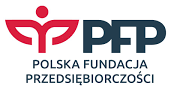 PFP
POLSKA FUNDACJA
PRZEDSIĘBIORCZOŚCI